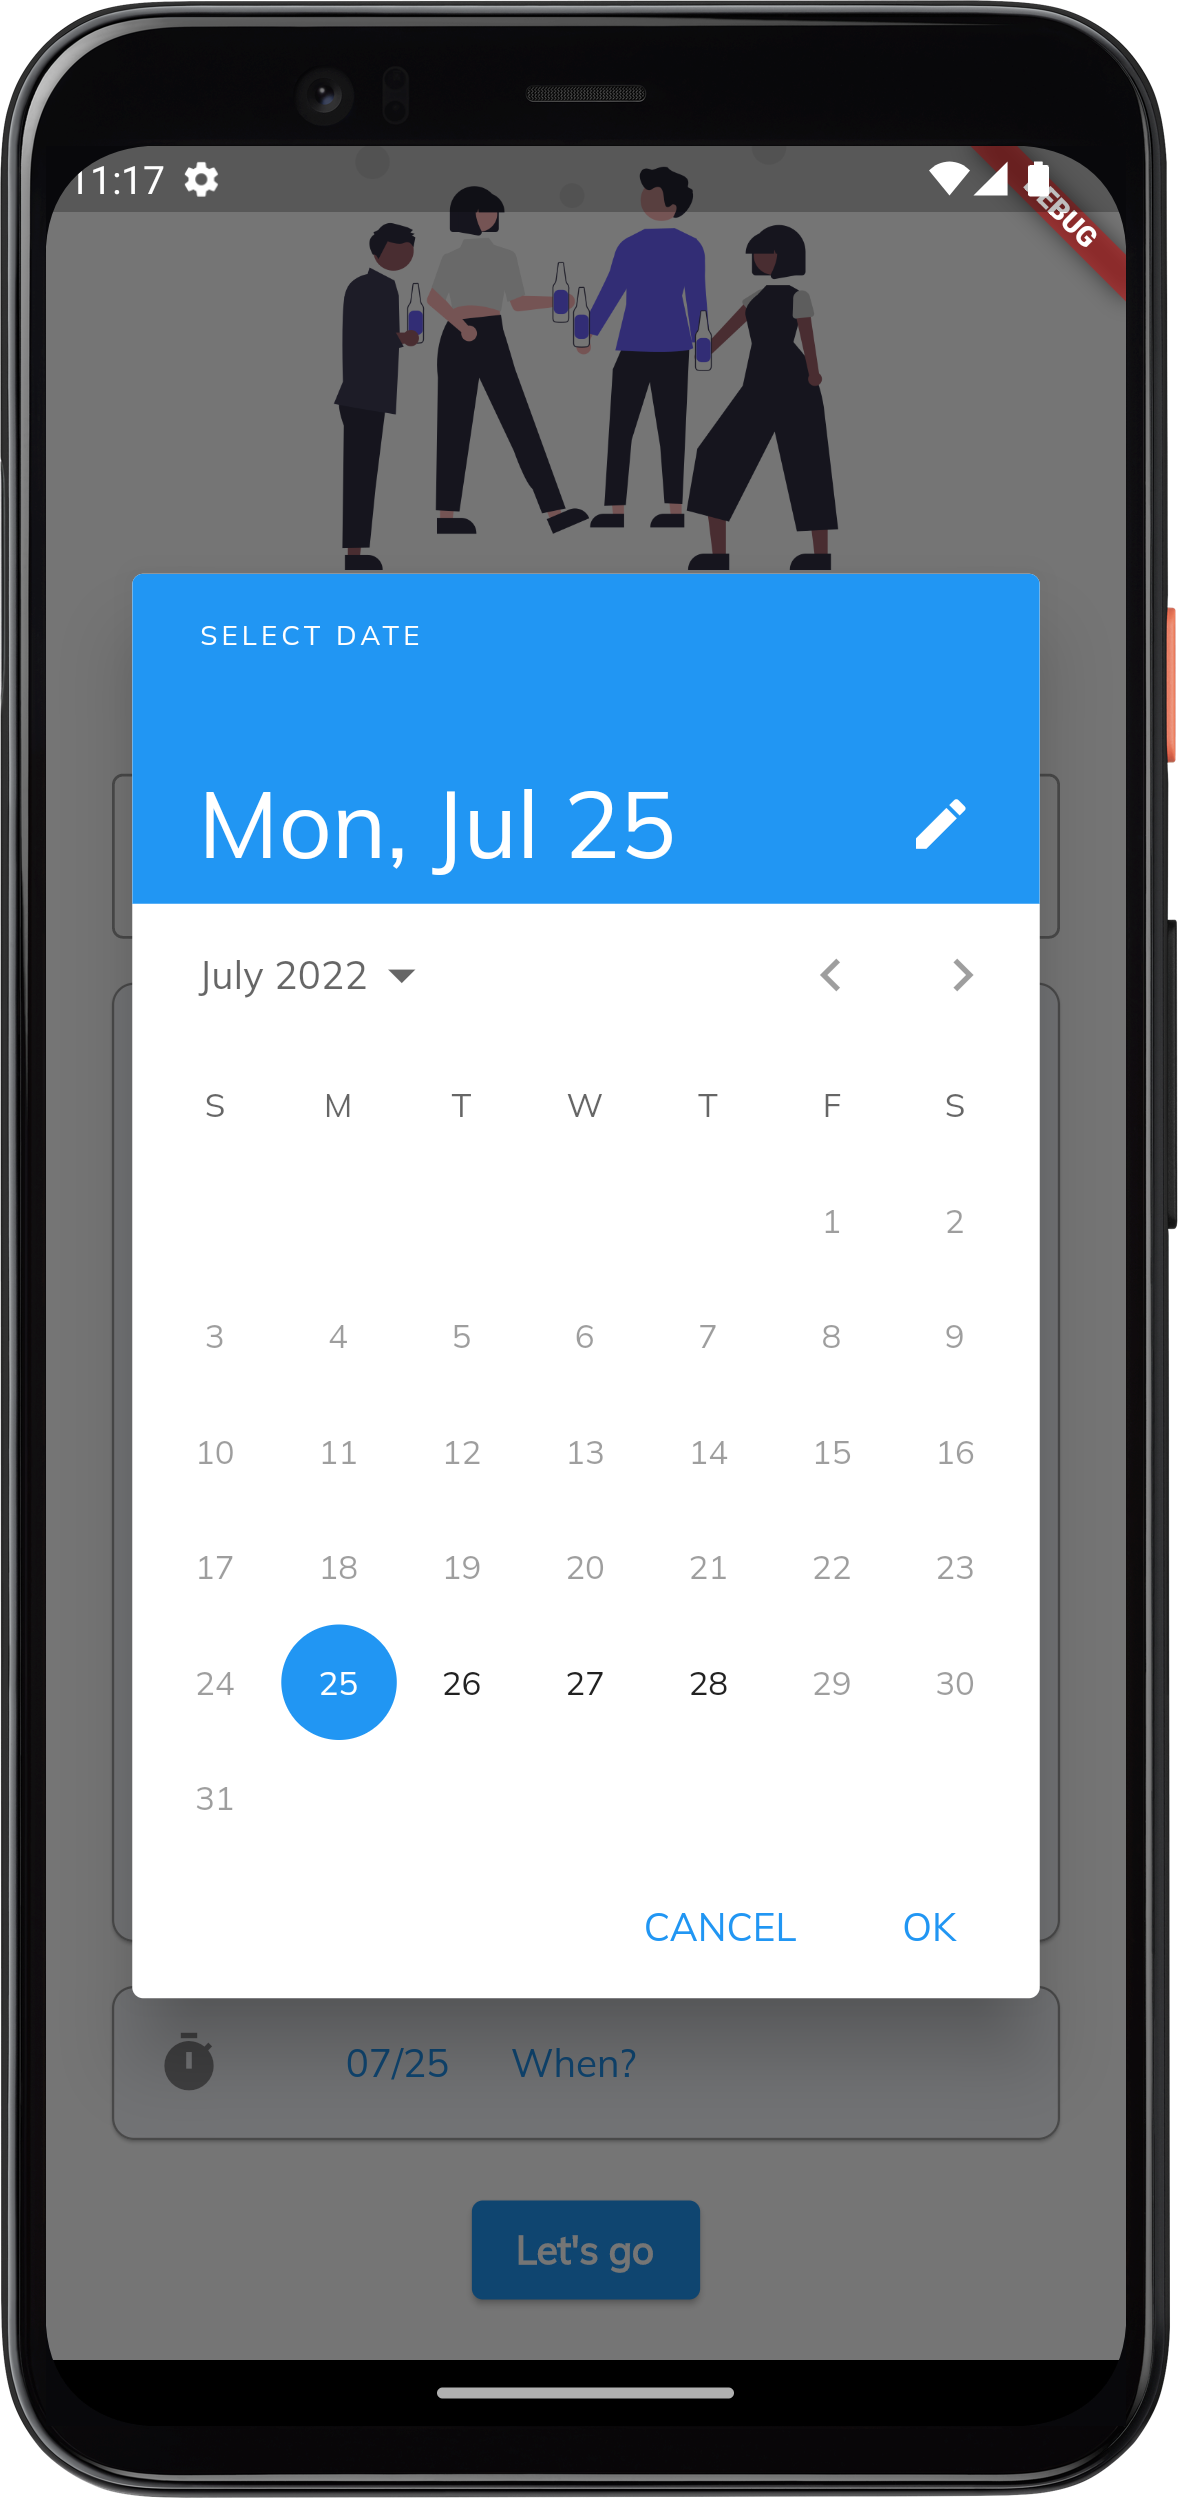 11:17
DEBUG
SELECT DATE
Mon, Jul 25
July 2022
S M T W T F S
1 2
3 4 5 6 7 8 9
10 11 12 13 14 15 16
17 18 19 20 21 22 23
24 25 26 27 28 29 30
31
CANCEL OK
07/25 When?
Let's go